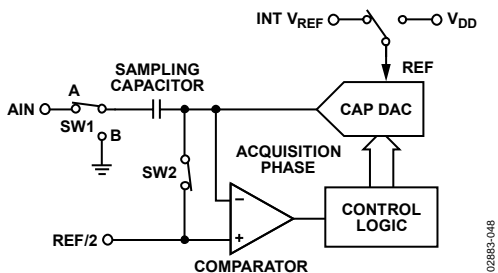 INT VREF
VDD
REF
SAMPLING
CAPACITOR
A
AIN
SW1
B
CAP DAC
ACQUISITION
PHASE
SW2
−
+
REF/2
CONTROL
LOGIC
COMPARATOR
02883-048